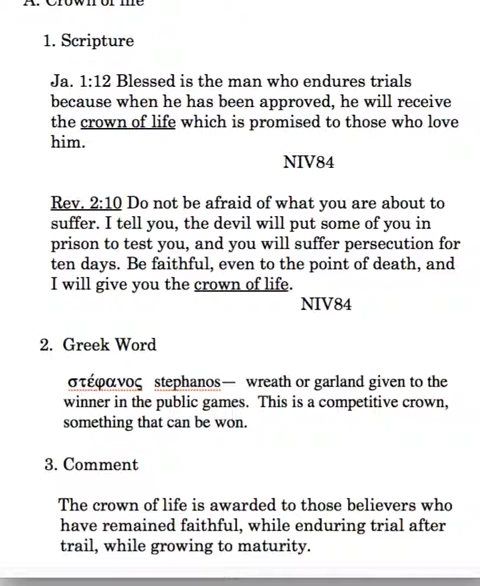 A. Crown of life
1. Scripture
Ja. 1:12 Blessed is the man who endures trials
because when he has been approved, he will receive
the crown of life which is promised to those who love
him.
NIV84
Rev. 2:10 Do not be afraid of what you are about to
suffer. I tell you, the devil will put some of you in
prison to test you, and you will suffer persecution for
ten days. Be faithful, even to the point of death, and
I will give you the crown of life.
NIV84
2. Greek Word
στέφανος stephanos— wreath or garland given to the
winner in the public games. This is a competitive crown,
something that can be won.
3. Comment
The crown of life is awarded to those believers who
have remained faithful, while enduring trial after
trail, while growing to maturity.